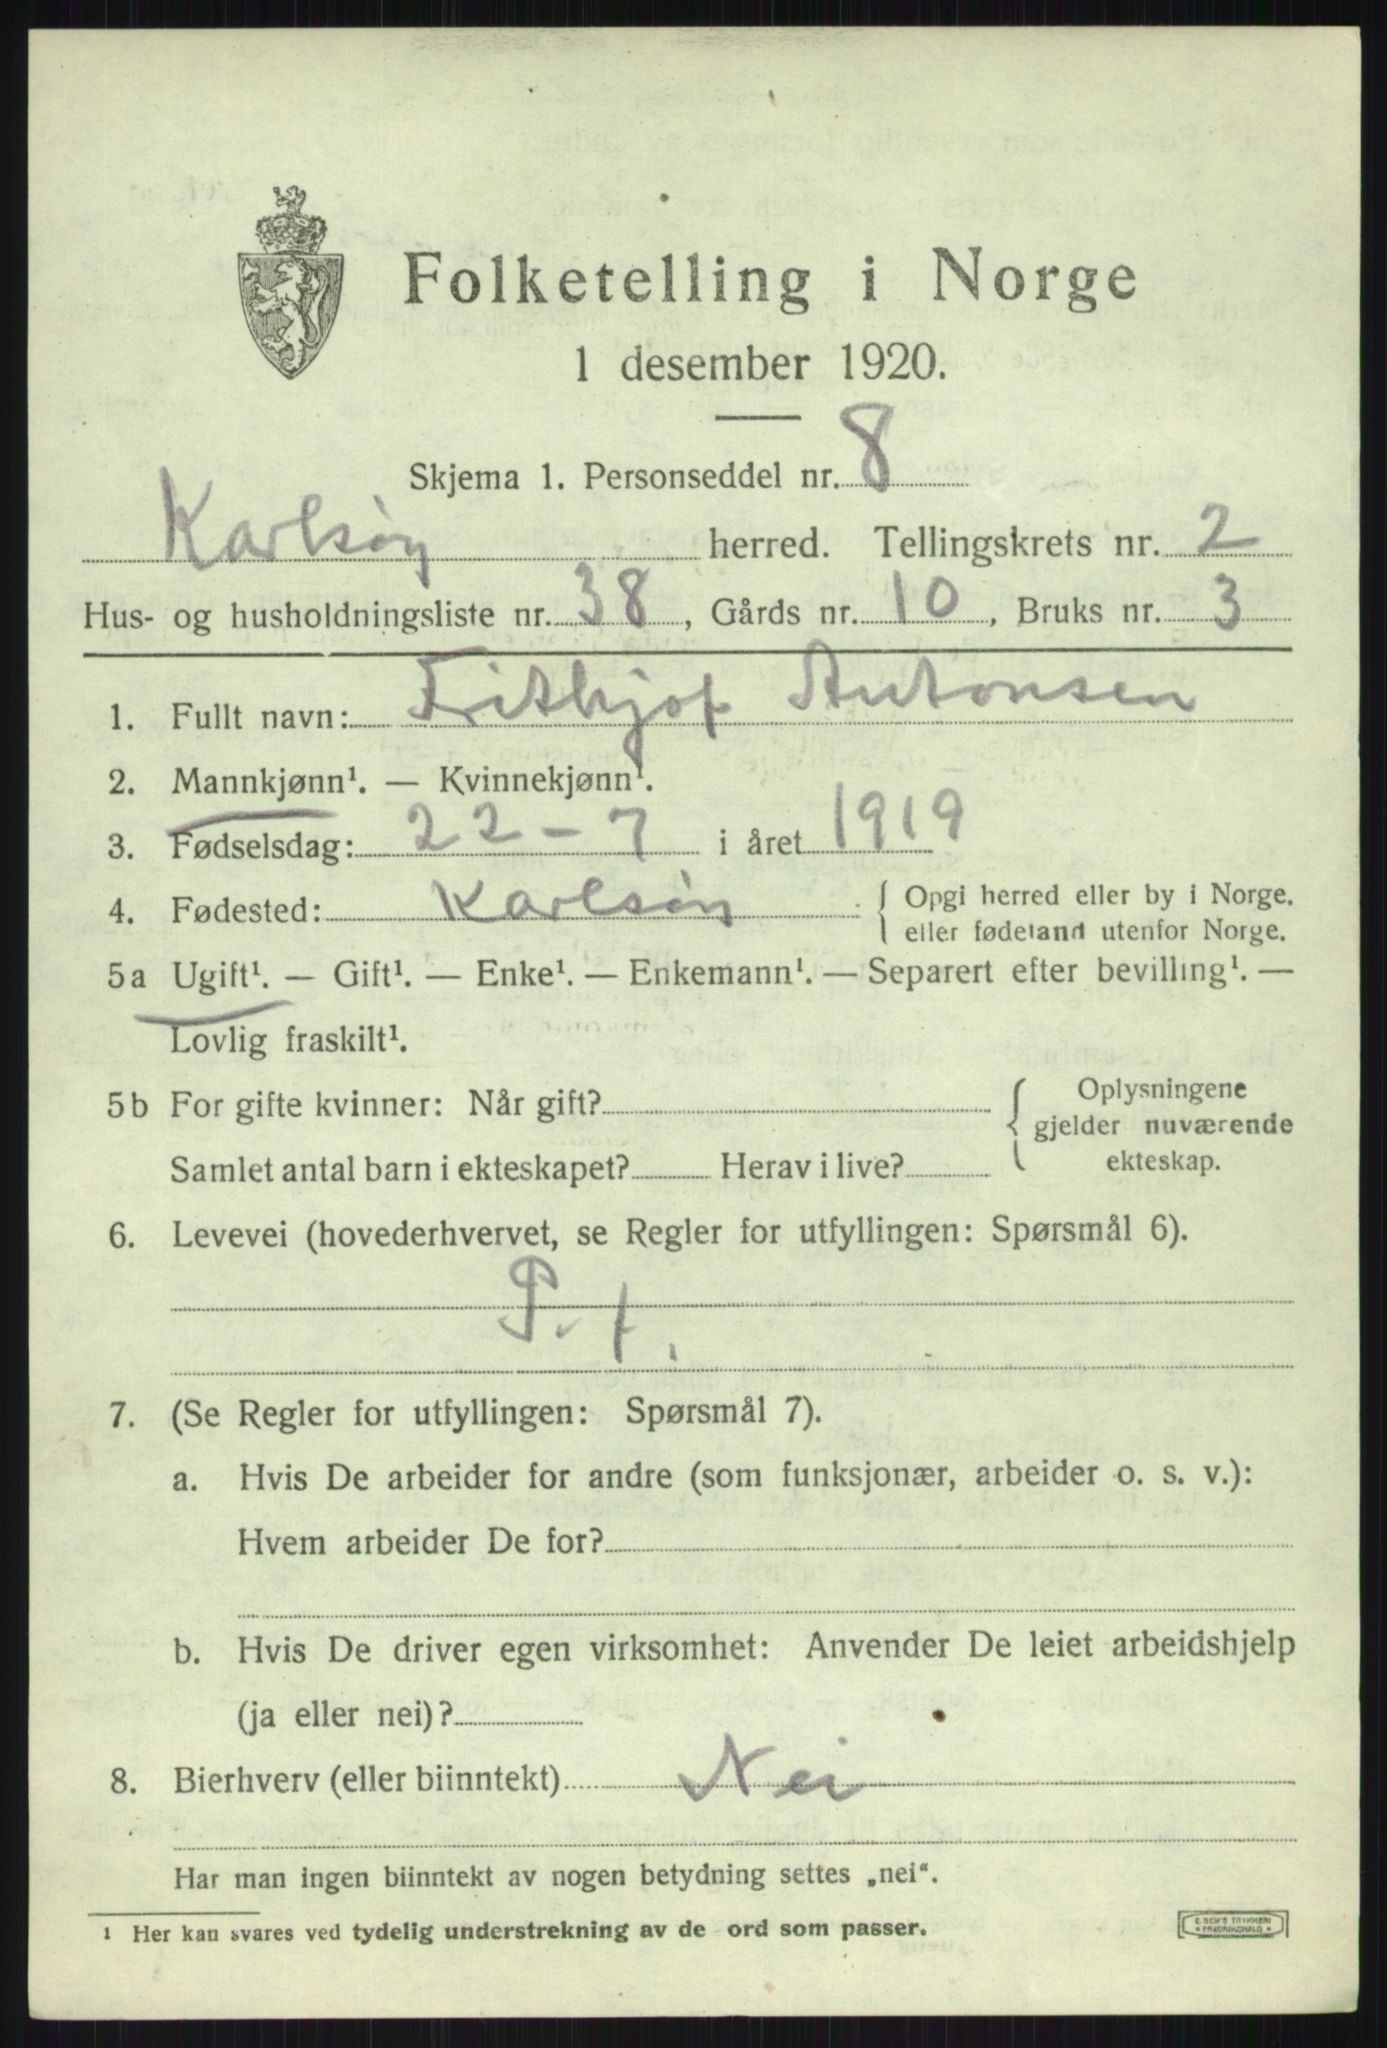 Folketelling i Norge
1 desember 1920.
Skjema 1. Personseddel nr. 8
Karlsøy herred. Tellingskrets nr. 2
Hus- og husholdningsliste nr. 38, Gårds nr. 10, Bruks nr. 3
1. Fullt navn: Frithjof Antonsen
2. Mannkjønn¹. — Kvinnekjønn¹.
3. Fødselsdag: 22-7 i året 1919
4. Fødested: Karlsøy { Opgi herred eller by i Norge,
eller fødeland utenfor Norge.
5a Ugift¹. — Gift¹. — Enke¹. — Enkemann¹. — Separert efter bevilling¹. —
Lovlig fraskilt¹.
5b For gifte kvinner: Når gift? { Oplysningene
gjelder nuværende
Samlet antal barn i ekteskapet? Herav i live? ekteskap.
6. Levevei (hovederhvervet, se Regler for utfyllingen: Spørsmål 6).
P. f.
7. (Se Regler for utfyllingen: Spørsmål 7).
a. Hvis De arbeider for andre (som funksjonær, arbeider o. s. v.):
Hvem arbeider De for?
b. Hvis De driver egen virksomhet: Anvender De leiet arbeidshjelp
(ja eller nei)?
8. Bierhverv (eller biinntekt) Nei
Har man ingen biinntekt av nogen betydning settes „nei“.
¹ Her kan svares ved tydelig understrekning av de ord som passer.
E. SEM'S TRYKKERI
FREDRIKSHALD